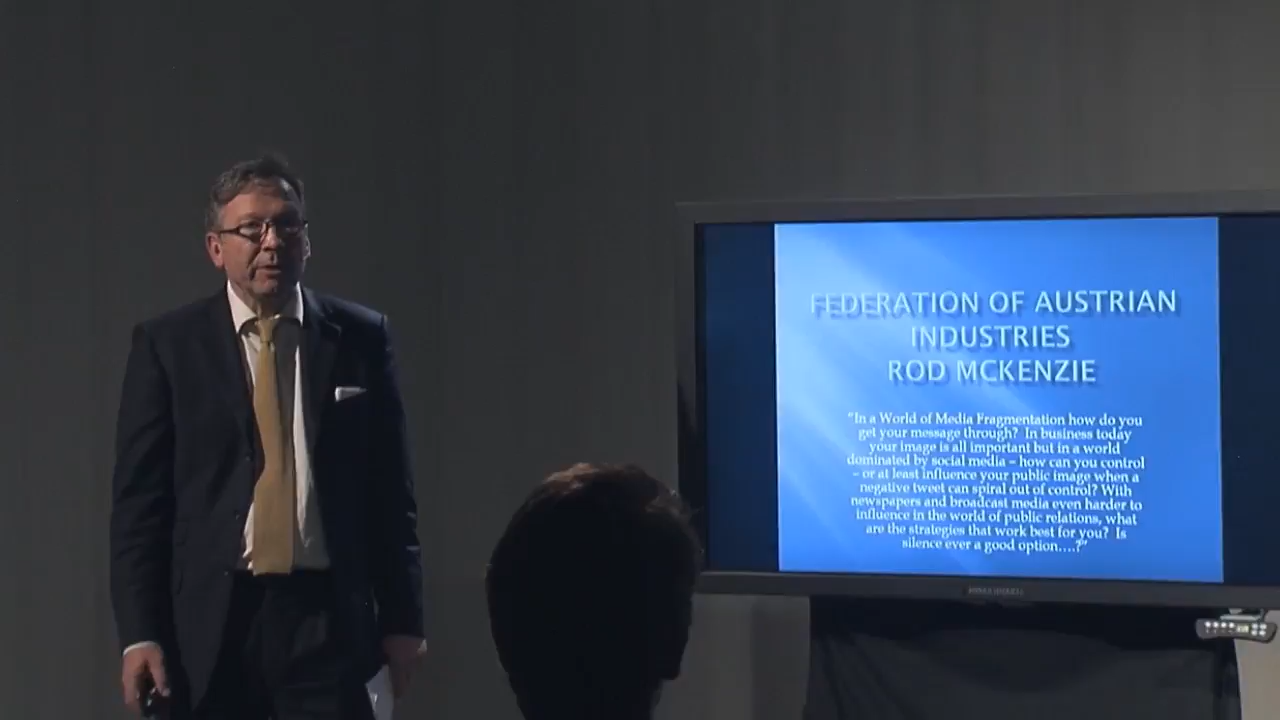 FEDERATION OF AUSTRIAN
INDUSTRIES
ROD MCKENZIE
“In a World of Media Fragmentation how do you
get your message through? In business today
your image is all important but in a world
dominated by social media – how can you control
– or at least influence your public image when a
negative tweet can spiral out of control? With
newspapers and broadcast media even harder to
influence in the world of public relations, what
are the strategies that work best for you? Is
silence ever a good option….?”